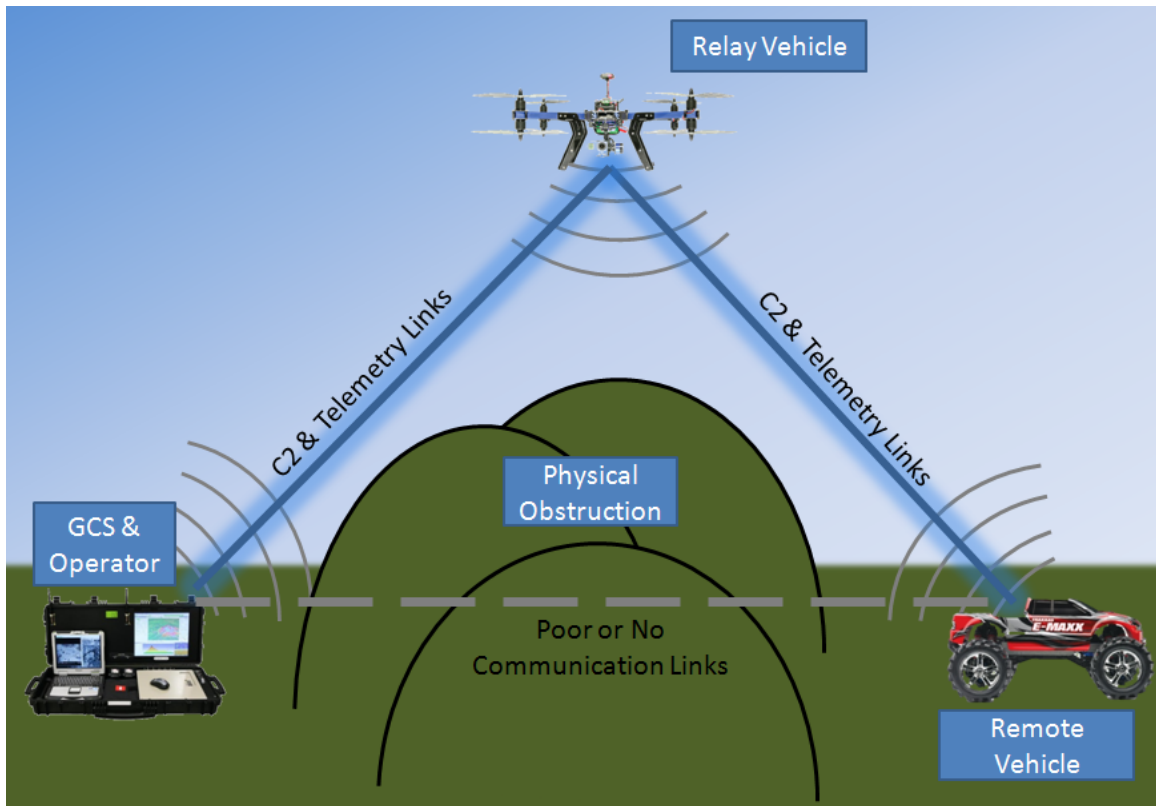 Relay Vehicle
C2 & Telemetry Links
C2 & Telemetry Links
Physical
Obstruction
GCS &
Operator
Poor or No
Communication Links
E-MAXX
Remote
Vehicle